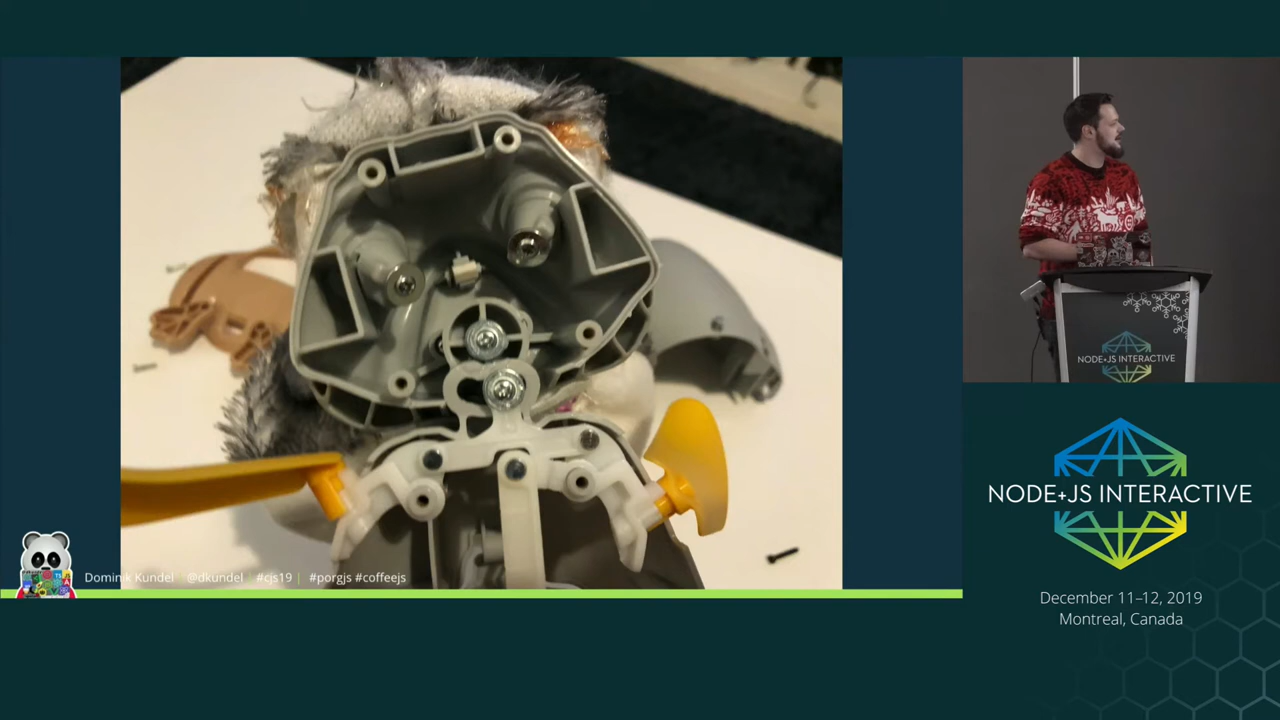 Dominik Kundel | @dkundel | #cjs19 | #porgjs #coffeejs
NODE+JS INTERACTIVE
NODE+JS INTERACTIVE
December 11–12, 2019
Montreal, Canada